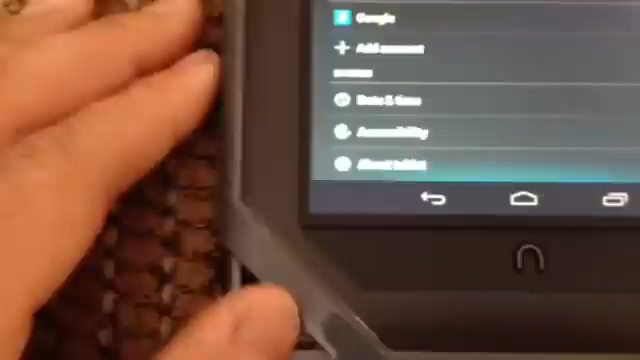 Google
Add account
Date & time
Accessibility
About tablet